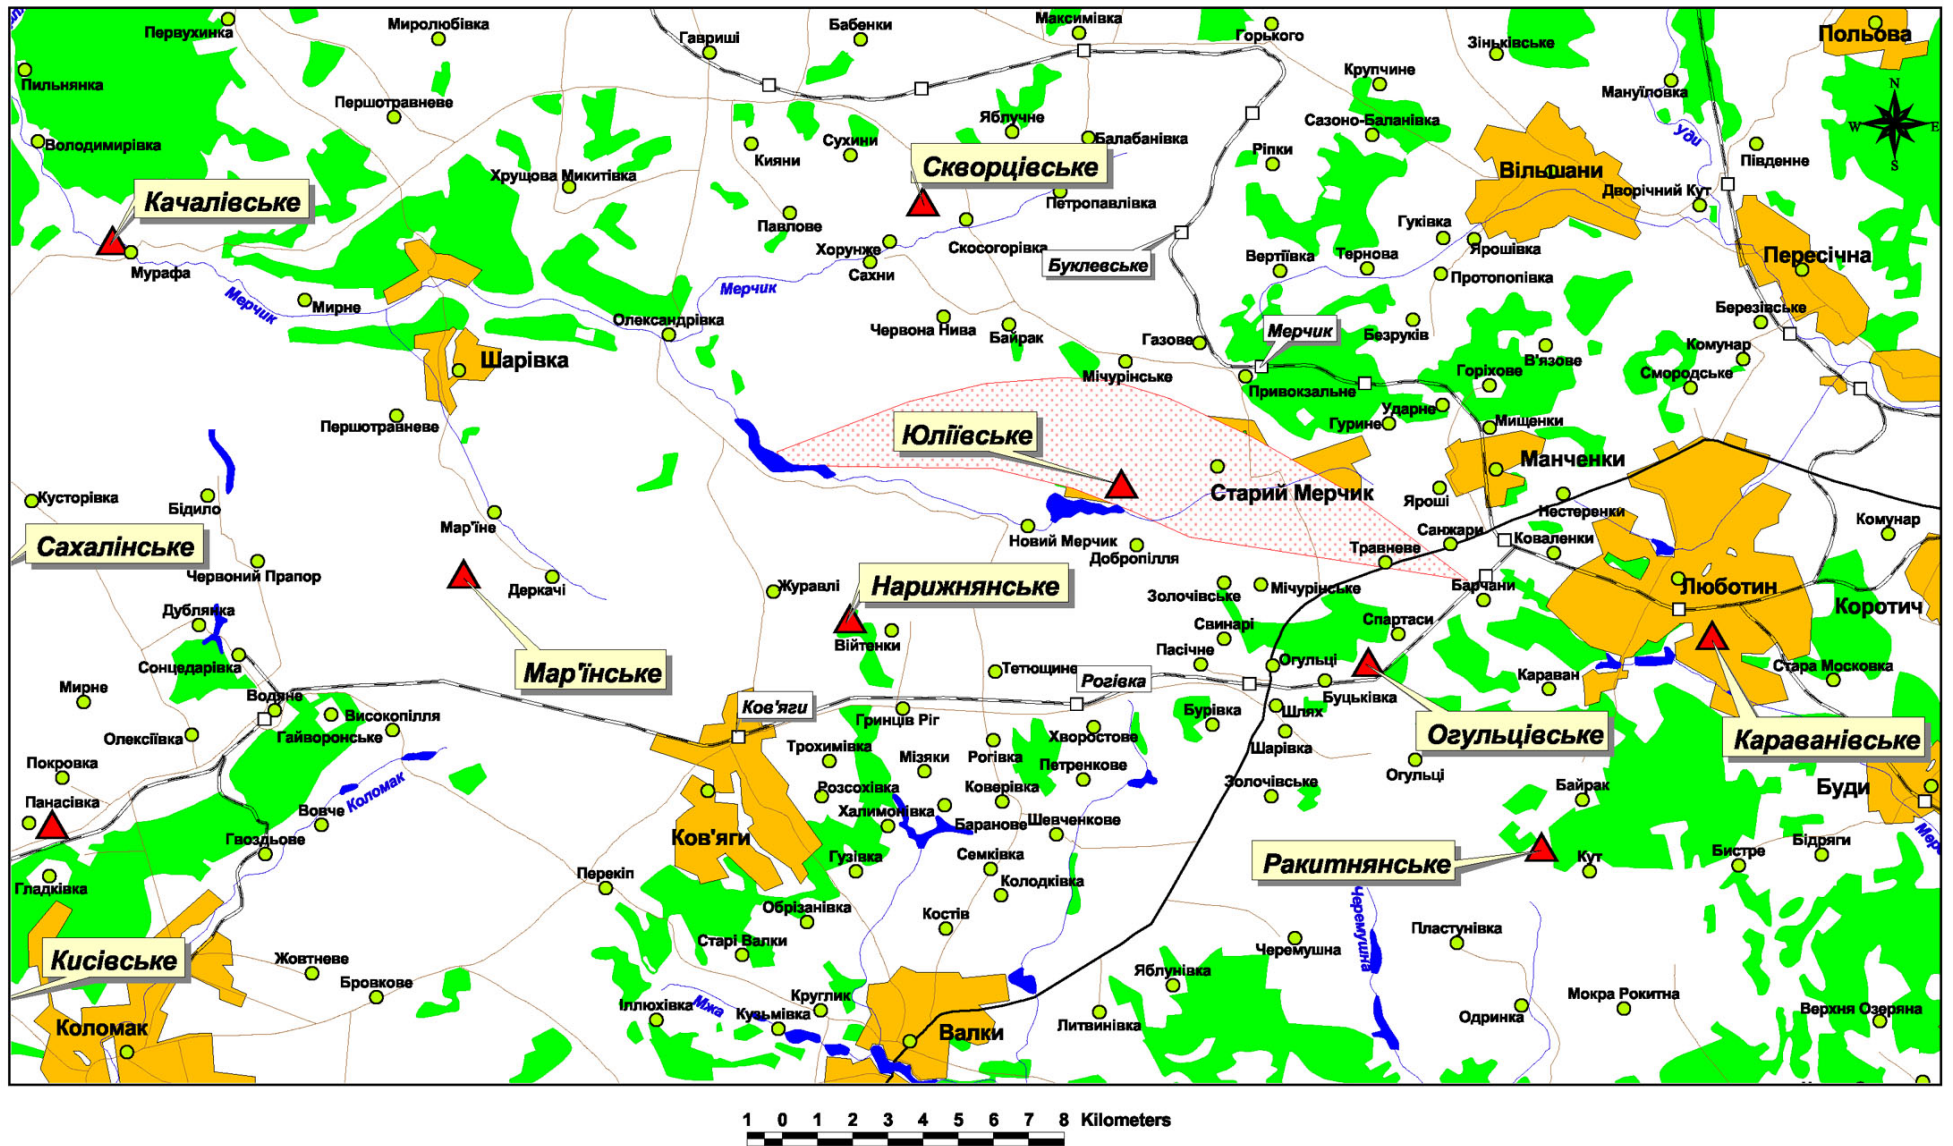 Первухинка
Миролюбівка
Гавриші
Бабенки
Максимівка
Горького
Зіньківське
Польова
Пильнянка
Першотравневе
Яблучне
Крупчине
Мануїловка
N
Володимирівка
Кияни
Сухини
Балабанівка
Сазоно-Баланівка
Уди
W
E
S
Південне
Хрущова Микитівка
Скворцівське
Ріпки
Вільшани
Дворічний Кут
Качалівське
Павлове
Петропавлівка
Хорунже
Скосогорівка
Гуківка
Ярошівка
Мурафа
Сахни
Буклевське
Вертіївка
Тернова
Протопопівка
Пересічна
Мерчик
Мирне
Мерчик
Олександрівка
Червона Нива
Байрак
Газове
Мерчик
Безруків
Березівське
Шарівка
Мічурінське
Привокзальне
Горіхове
В'язове
Комунар
Смородське
Першотравневе
Юліївське
Ударне
Гурине
Мищенки
Манченки
Кусторівка
Бідило
Мар'їне
Старий Мерчик
Яроші
Нестеренки
Комунар
Сахалінське
Новий Мерчик
Добропілля
Травневе
Санжари
Коваленки
Червоний Прапор
Деркачі
Журавлі
Нарижнянське
Золочівське
Мічурінське
Барчани
Люботин
Коротич
Дублянка
Війтенки
Свинарі
Спартаси
Сонцедарівка
Мар'їнське
Тетющине
Пасічне
Огульці
Караван
Стара Московка
Мирне
Водяне
Рогівка
Буцьківка
Високопілля
Ков'яги
Гринців Ріг
Бурівка
Шлях
Огульцівське
Караванівське
Олексіївка
Гайворонське
Трохимівка
Мізяки
Рогівка
Хворостове
Шарівка
Покровка
Петренкове
Огульці
Золочівське
Байрак
Буди
Панасівка
Вовче
Коломак
Розсохівка
Халимонівка
Коверівка
Баранове
Шевченкове
Гвоздьове
Ков'яги
Гузівка
Семківка
Ракитнянське
Кут
Бистре
Бідряги
Гладківка
Перекіп
Колодківка
Обрізанівка
Костів
Черемушна
Старі Валки
Черемушна
Пластунівка
Кисівське
Жовтневе
Бровкове
Яблунівка
Іллюхівка
Мжа
Круглик
Кузьмівка
Валки
Литвинівка
Одринка
Мокра Рокитна
Верхня Озеряна
Коломак
1 0 1 2 3 4 5 6 7 8 Kilometers